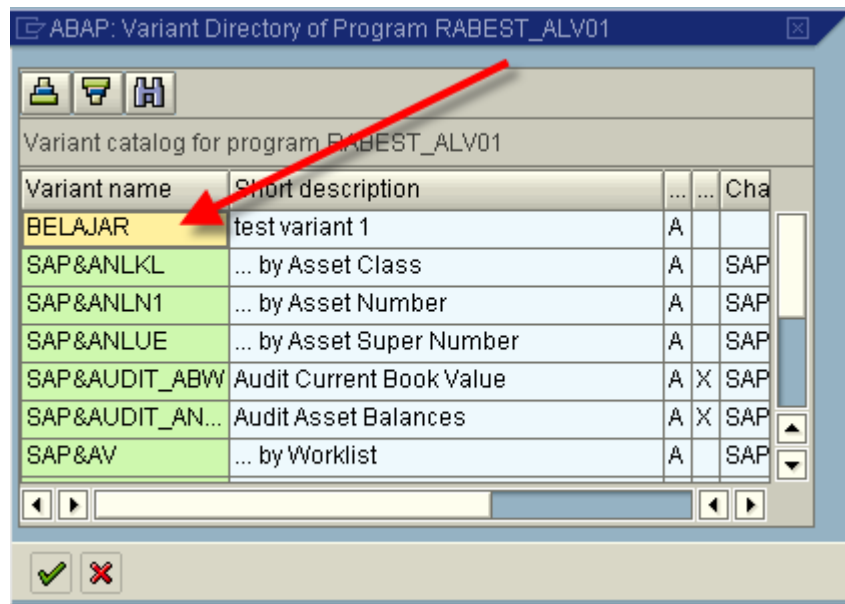 ABAP: Variant Directory of Program RABEST_ALV01
Variant catalog for program RABEST_ALV01
Variant name Short description ... ... Cha
BELAJAR test variant 1 A
SAP&ANLKL ... by Asset Class A SAP
SAP&ANLN1 ... by Asset Number A SAP
SAP&ANLUE ... by Asset Super Number A SAP
SAP&AUDIT_ABW Audit Current Book Value A X SAP
SAP&AUDIT_AN... Audit Asset Balances A X SAP
SAP&AV ... by Worklist A SAP